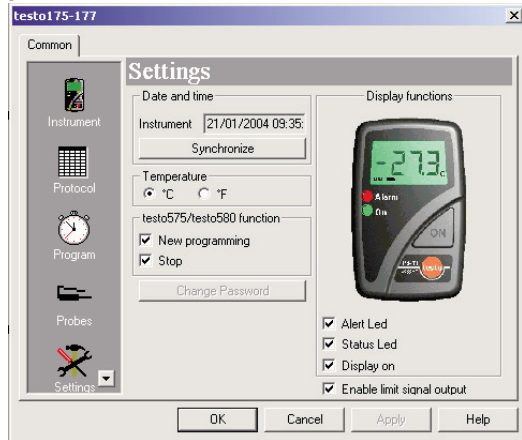 testo175-177
Common
Instrument
Protocol
Program
Probes
Settings
Settings
Date and time
Instrument 21/01/2004 09:35:
Synchronize
Temperature
°C °F
testo575/testo580 function
New programming
Stop
Change Password
Display functions
-27.3
Alarm
On
ON
testo
Alert Led
Status Led
Display on
Enable limit signal output
OK Cancel Apply Help